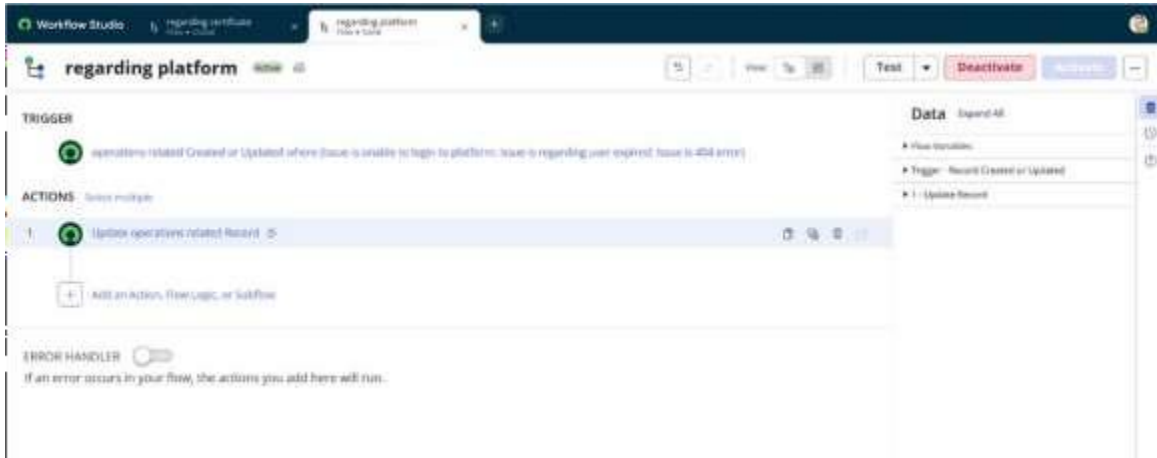 Workflow Studio
regarding certificate
regarding platform
regarding platform Active
View:
Test
Deactivate
Activate
TRIGGER
operations related Created or Updated where (Issue is unable to login to platform; Issue is regarding user expired; Issue is 404 error)
ACTIONS Select multiple
1 Update operations related Record
Add an Action, Flow Logic, or Subflow
ERROR HANDLER
If an error occurs in your flow, the actions you add here will run.
Data Expand All
Flow Variables
Trigger - Record Created or Updated
1 - Update Record